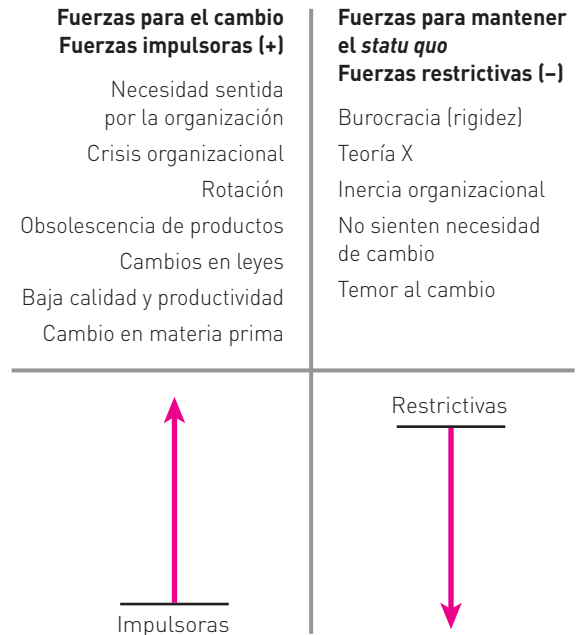 Fuerzas para el cambio
Fuerzas impulsoras (+)
Necesidad sentida
por la organización
Crisis organizacional
Rotación
Obsolescencia de productos
Cambios en leyes
Baja calidad y productividad
Cambio en materia prima
Fuerzas para mantener
el statu quo
Fuerzas restrictivas (–)
Burocracia (rigidez)
Teoría X
Inercia organizacional
No sienten necesidad
de cambio
Temor al cambio
Restrictivas
Impulsoras